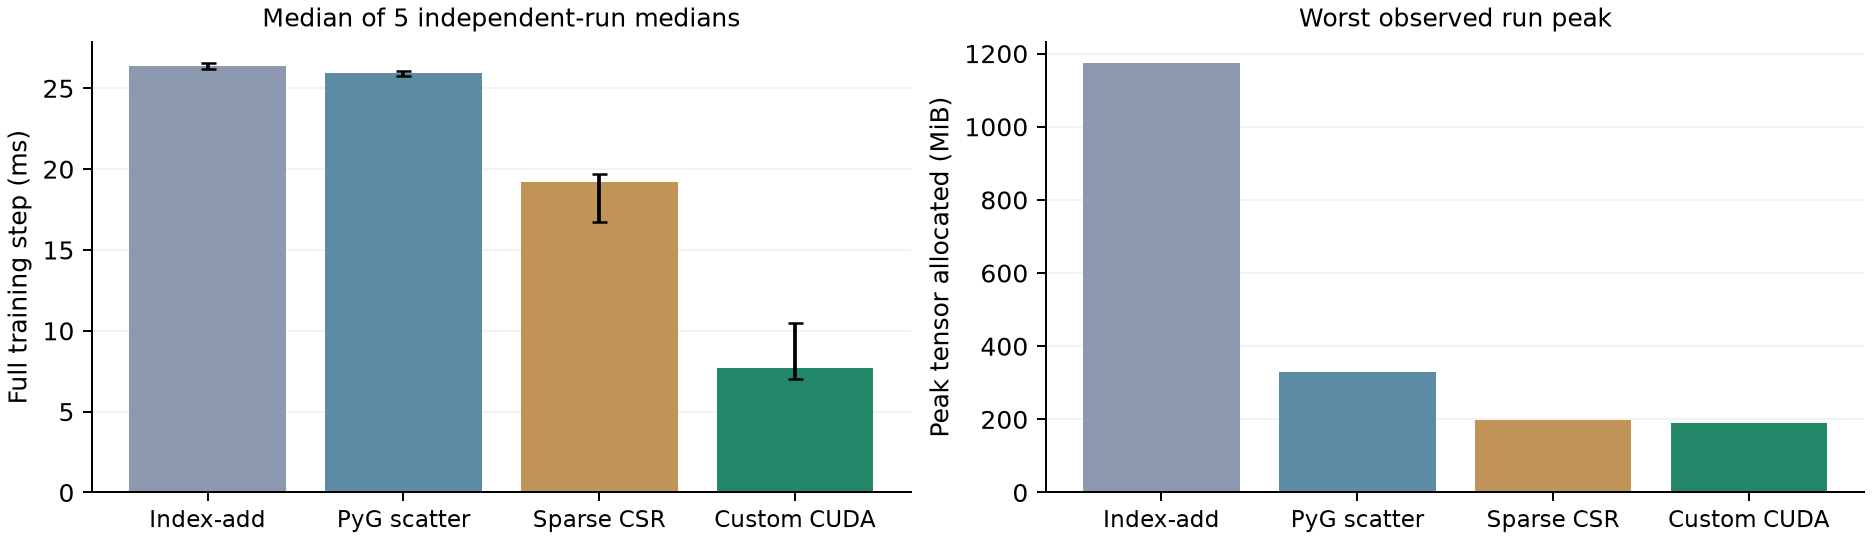 Median of 5 independent-run medians
Full training step (ms)
25
20
15
10
5
0
Index-add
PyG scatter
Sparse CSR
Custom CUDA
Worst observed run peak
Peak tensor allocated (MiB)
1200
1000
800
600
400
200
0
Index-add
PyG scatter
Sparse CSR
Custom CUDA